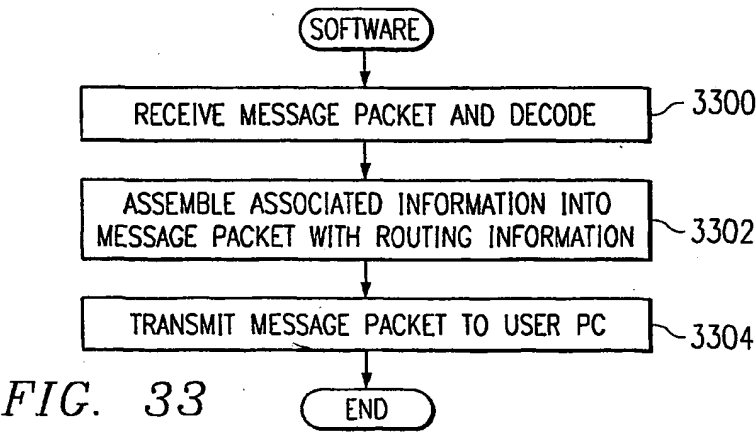 SOFTWARE
RECEIVE MESSAGE PACKET AND DECODE
3300
ASSEMBLE ASSOCIATED INFORMATION INTO
MESSAGE PACKET WITH ROUTING INFORMATION
3302
TRANSMIT MESSAGE PACKET TO USER PC
3304
END
FIG. 33